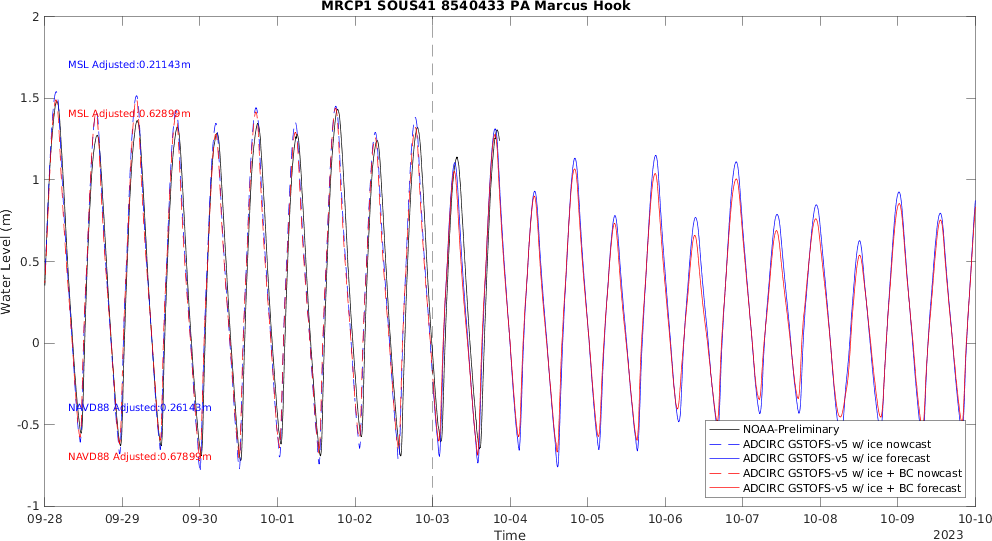 MRCP1 SOUS41 8540433 PA Marcus Hook
2
1.5
1
0.5
0
-0.5
-1
Water Level (m)
MSL Adjusted:0.21143m
MSL Adjusted:0.62899m
NAVD88 Adjusted:0.26143m
NAVD88 Adjusted:0.67899m
NOAA-Preliminary
ADCIRC GSTOFS-v5 w/ ice nowcast
ADCIRC GSTOFS-v5 w/ ice forecast
ADCIRC GSTOFS-v5 w/ ice + BC nowcast
ADCIRC GSTOFS-v5 w/ ice + BC forecast
09-28 09-29 09-30 10-01 10-02 10-03 10-04 10-05 10-06 10-07 10-08 10-09 10-10
Time
2023